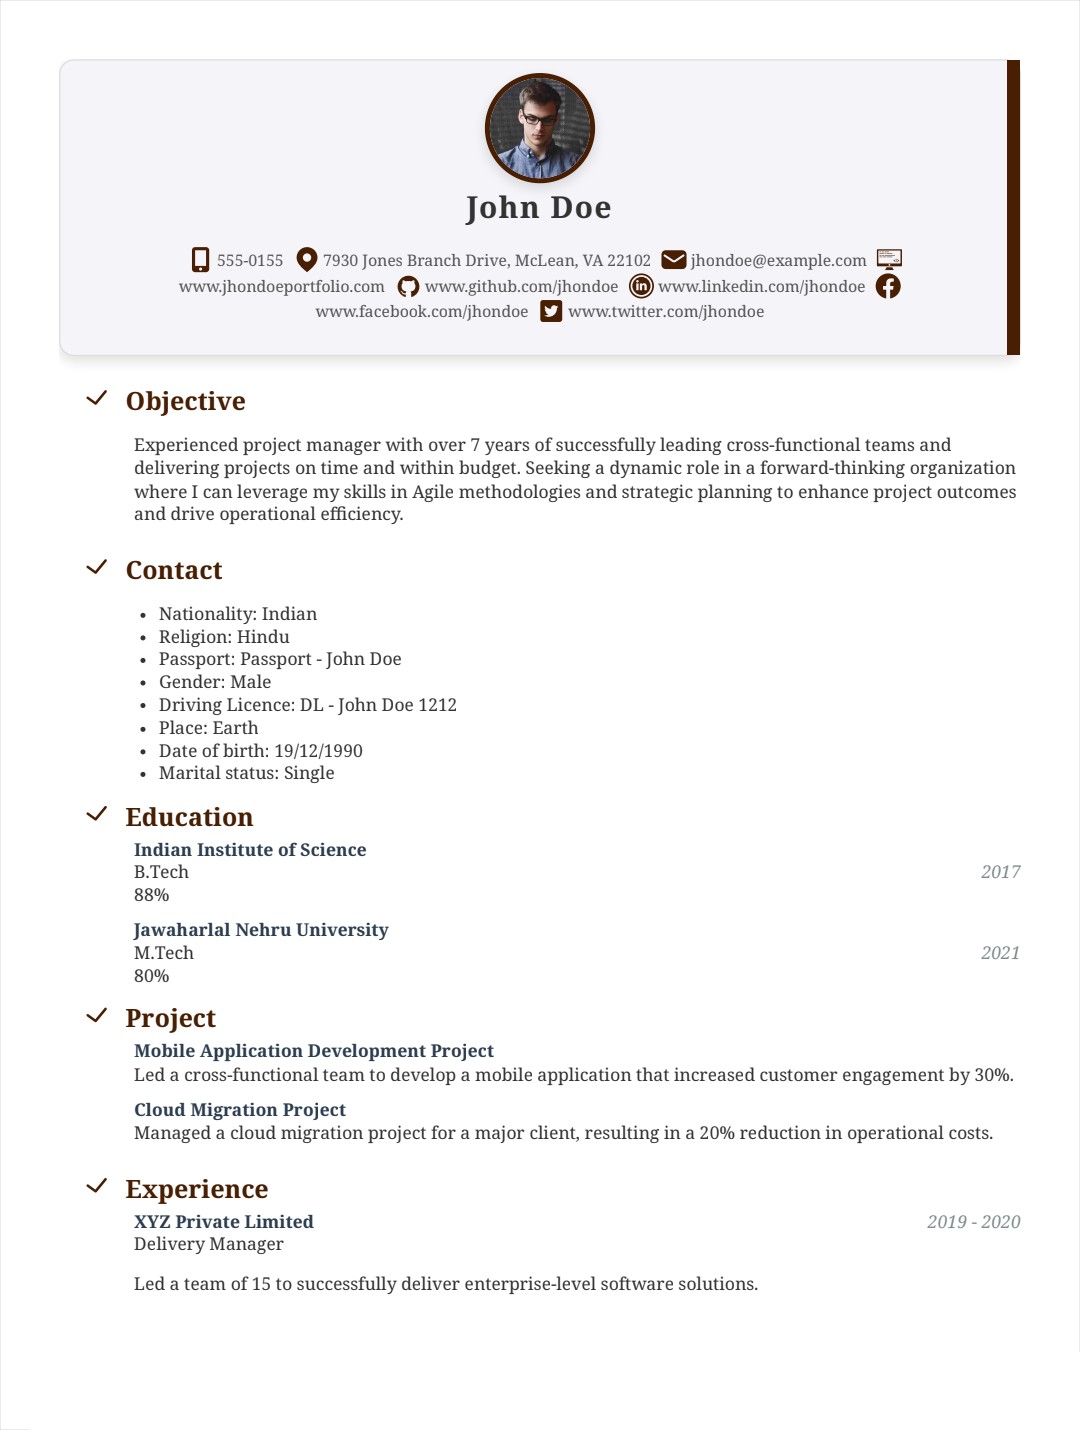 John Doe
555-0155 7930 Jones Branch Drive, McLean, VA 22102 jhondoe@example.com
www.jhondoeportfolio.com www.github.com/jhondoe www.linkedin.com/jhondoe
www.facebook.com/jhondoe www.twitter.com/jhondoe
Objective
Experienced project manager with over 7 years of successfully leading cross-functional teams and
delivering projects on time and within budget. Seeking a dynamic role in a forward-thinking organization
where I can leverage my skills in Agile methodologies and strategic planning to enhance project outcomes
and drive operational efficiency.
Contact
• Nationality: Indian
• Religion: Hindu
• Passport: Passport - John Doe
• Gender: Male
• Driving Licence: DL - John Doe 1212
• Place: Earth
• Date of birth: 19/12/1990
• Marital status: Single
Education
Indian Institute of Science
B.Tech 2017
88%
Jawaharlal Nehru University
M.Tech 2021
80%
Project
Mobile Application Development Project
Led a cross-functional team to develop a mobile application that increased customer engagement by 30%.
Cloud Migration Project
Managed a cloud migration project for a major client, resulting in a 20% reduction in operational costs.
Experience
XYZ Private Limited 2019 - 2020
Delivery Manager
Led a team of 15 to successfully deliver enterprise-level software solutions.